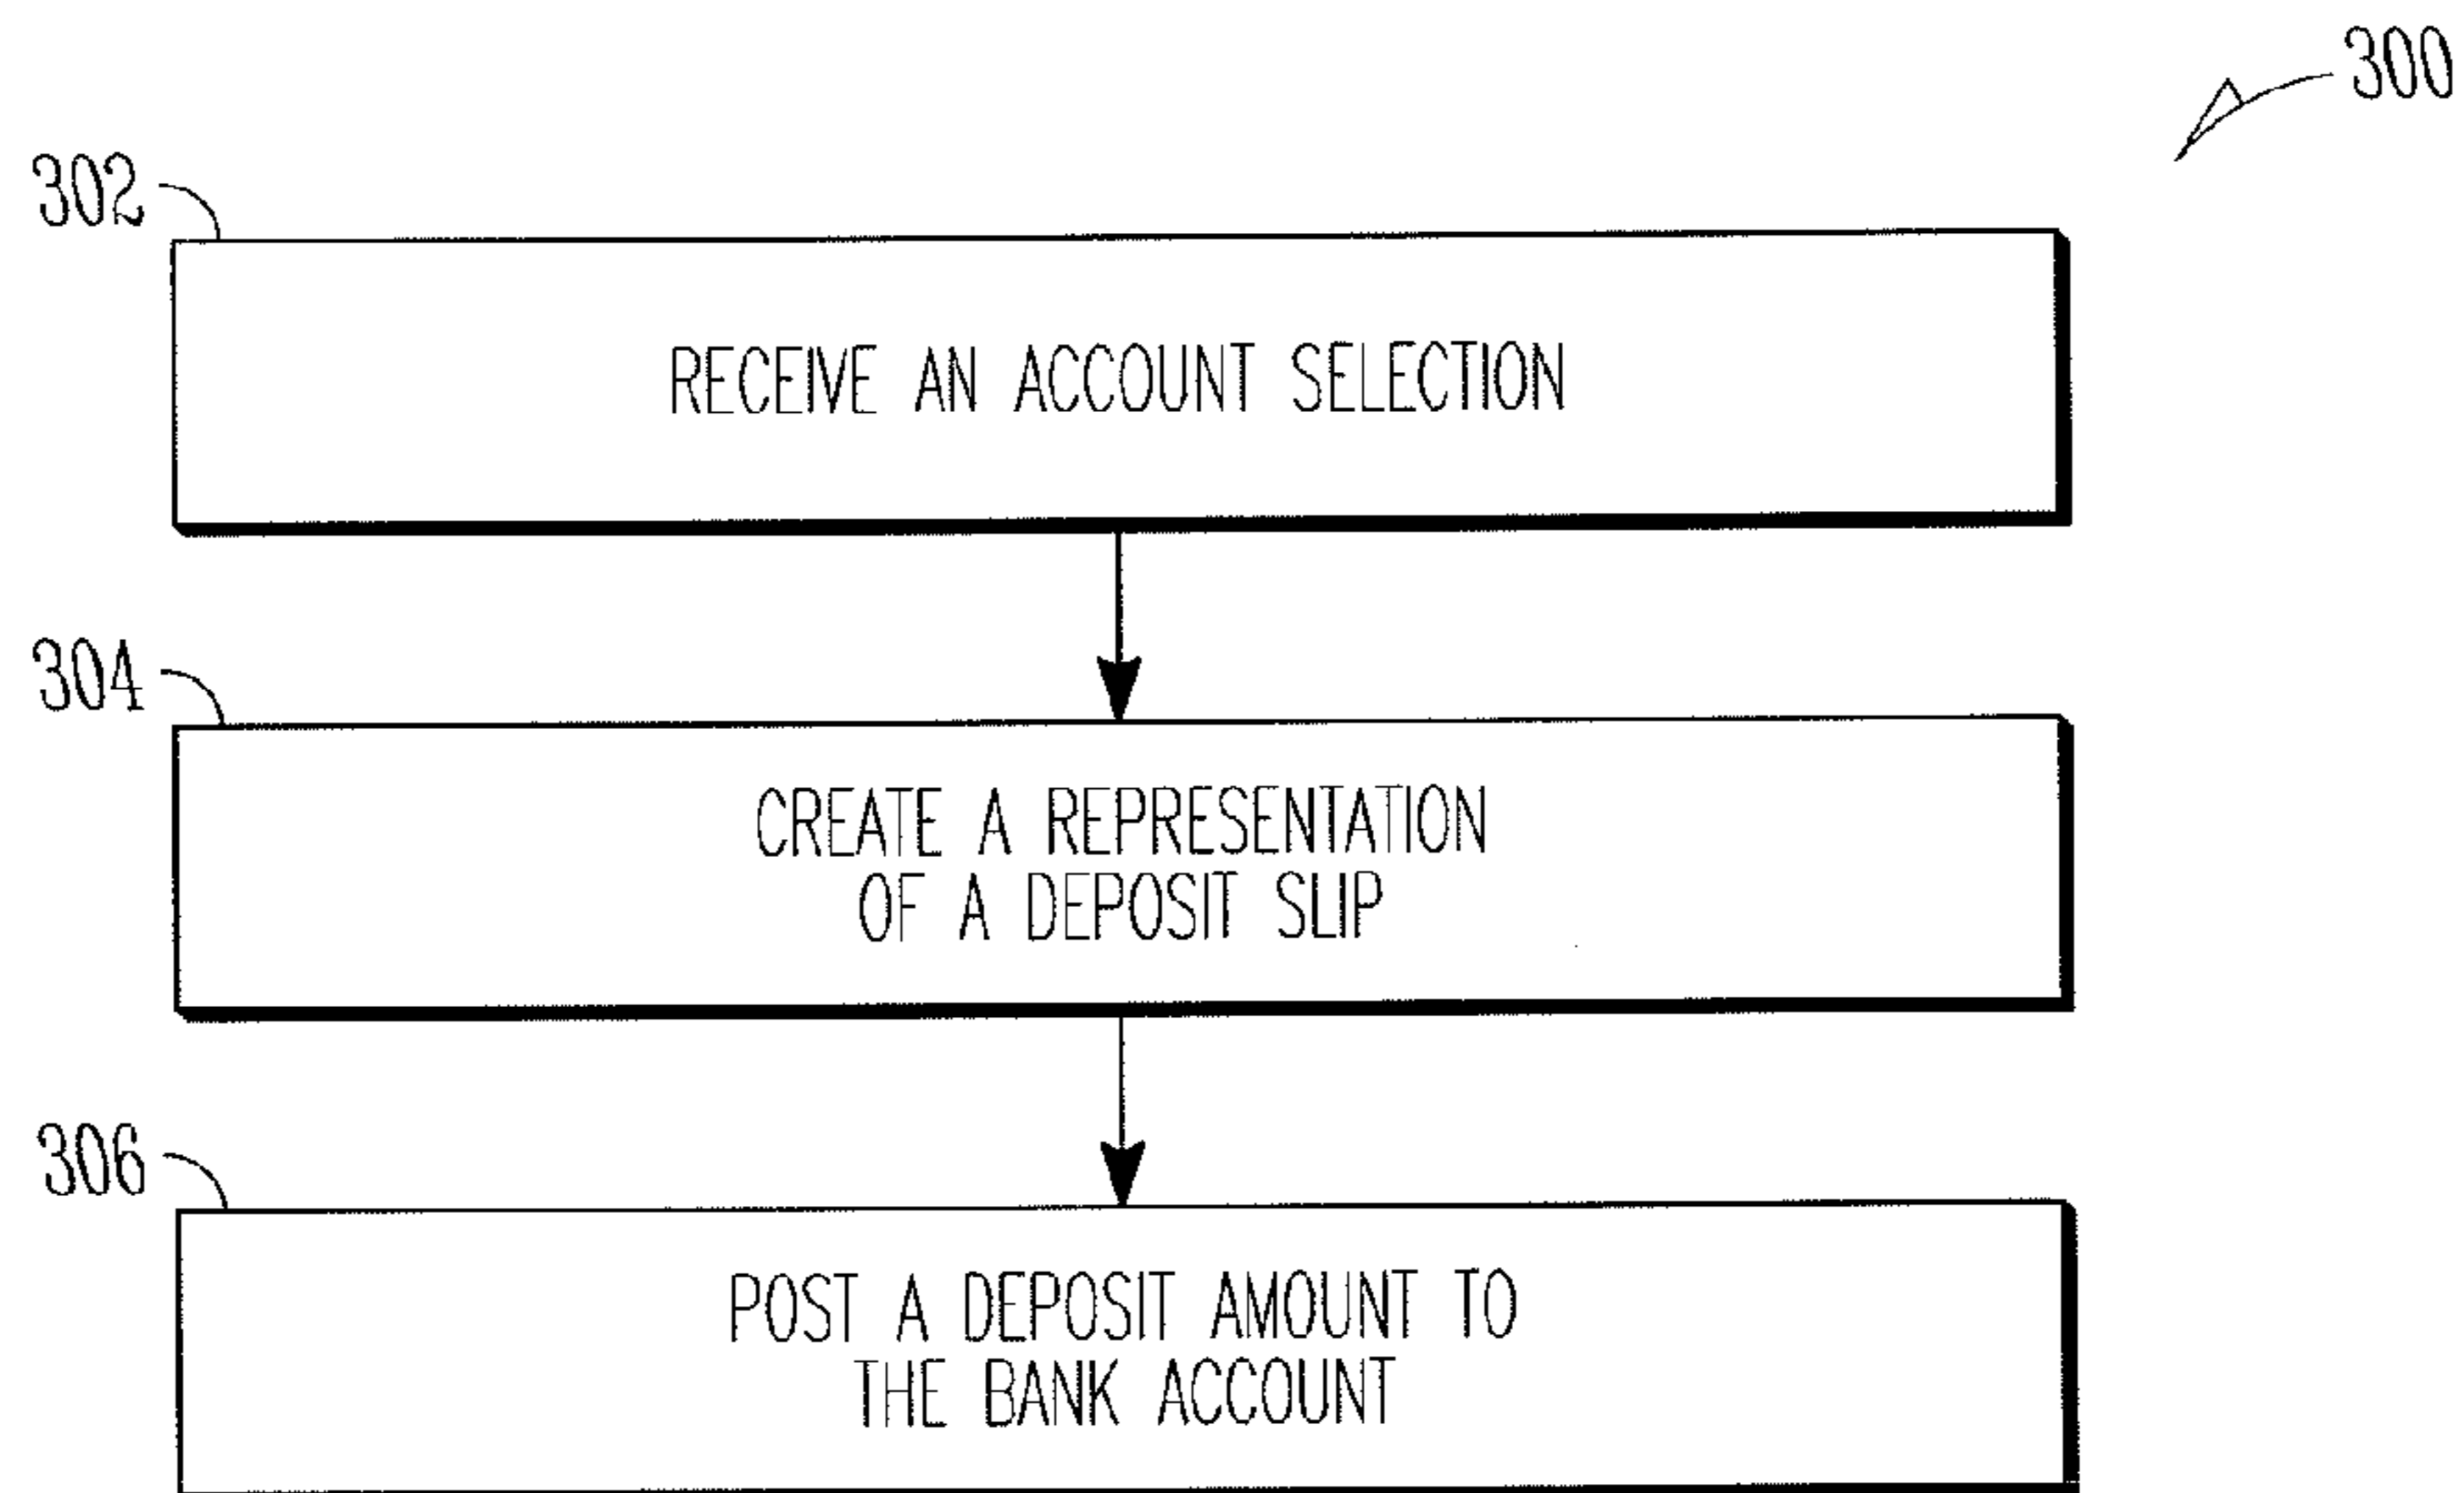 300
302
RECEIVE AN ACCOUNT SELECTION
304
CREATE A REPRESENTATION
OF A DEPOSIT SLIP
306
POST A DEPOSIT AMOUNT TO
THE BANK ACCOUNT